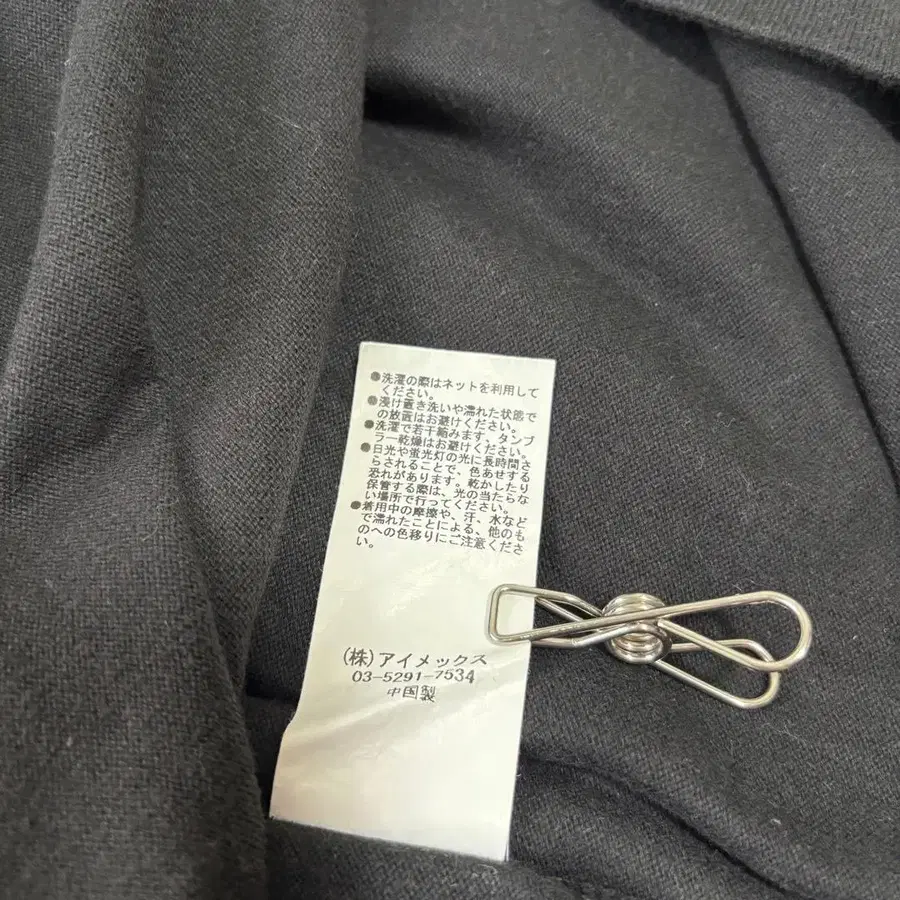 ●洗濯の際はネットを利用して
ください。
●浸け置き洗いや濡れた状態で
の放置はお避けください。
●洗濯で若干縮みます、タンブ
ラー乾燥はお避けください。
●日光や蛍光灯の光に長時間さ
らされることで、色あせする
恐れがあります。乾かしたり
保管する際は、光の当たらな
い場所で行ってください。
●着用中の摩擦や、汗、水など
で濡れたことによる、他のも
のへの色移りにご注意くださ
い。
(株)アイメックス
03-5291-7534
中国製